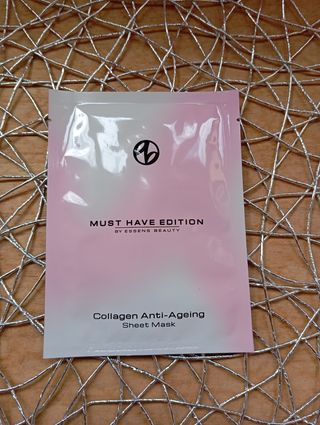 MUST HAVE EDITION
BY ESSENS BEAUTY
Collagen Anti-Ageing
Sheet Mask